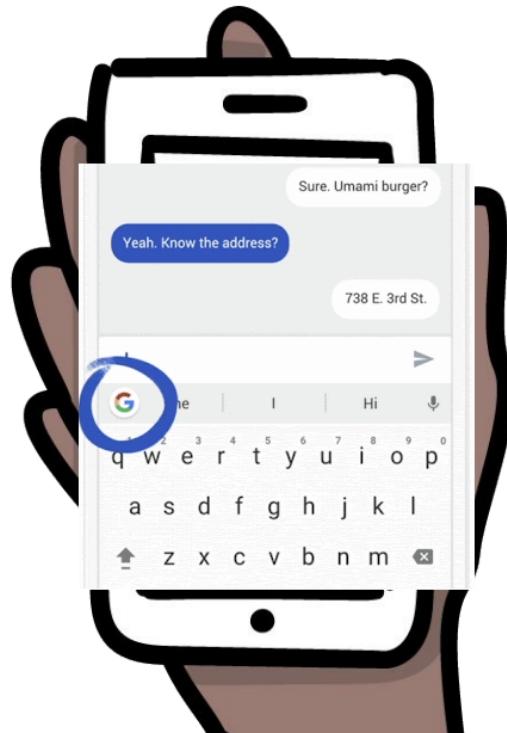 Sure. Umami burger?
Yeah. Know the address?
738 E. 3rd St.
G
I Hi
1 2 3 4 5 6 7 8 9 0
q w e r t y u i o p
a s d f g h j k l
z x c v b n m